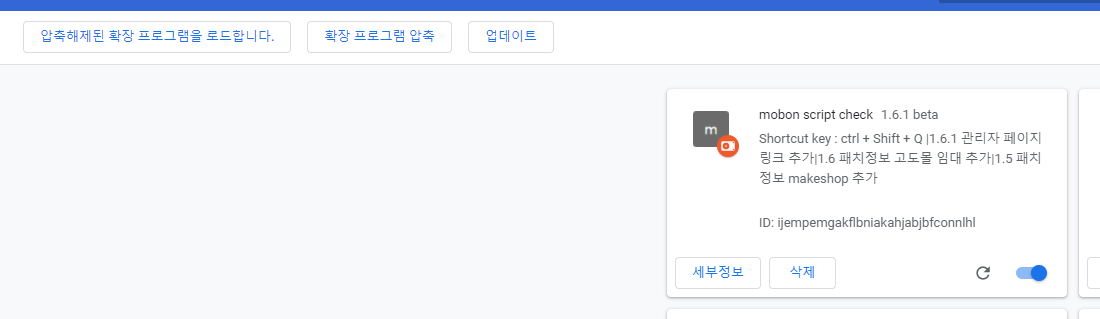 압축해제된 확장 프로그램을 로드합니다.
확장 프로그램 압축
업데이트
m
mobon script check 1.6.1 beta
Shortcut key : ctrl + Shift + Q |1.6.1 관리자 페이지
링크 추가|1.6 패치정보 고도몰 임대 추가|1.5 패치
정보 makeshop 추가
ID: ijempemgakflbniakahjabjbfconnlhl
세부정보
삭제